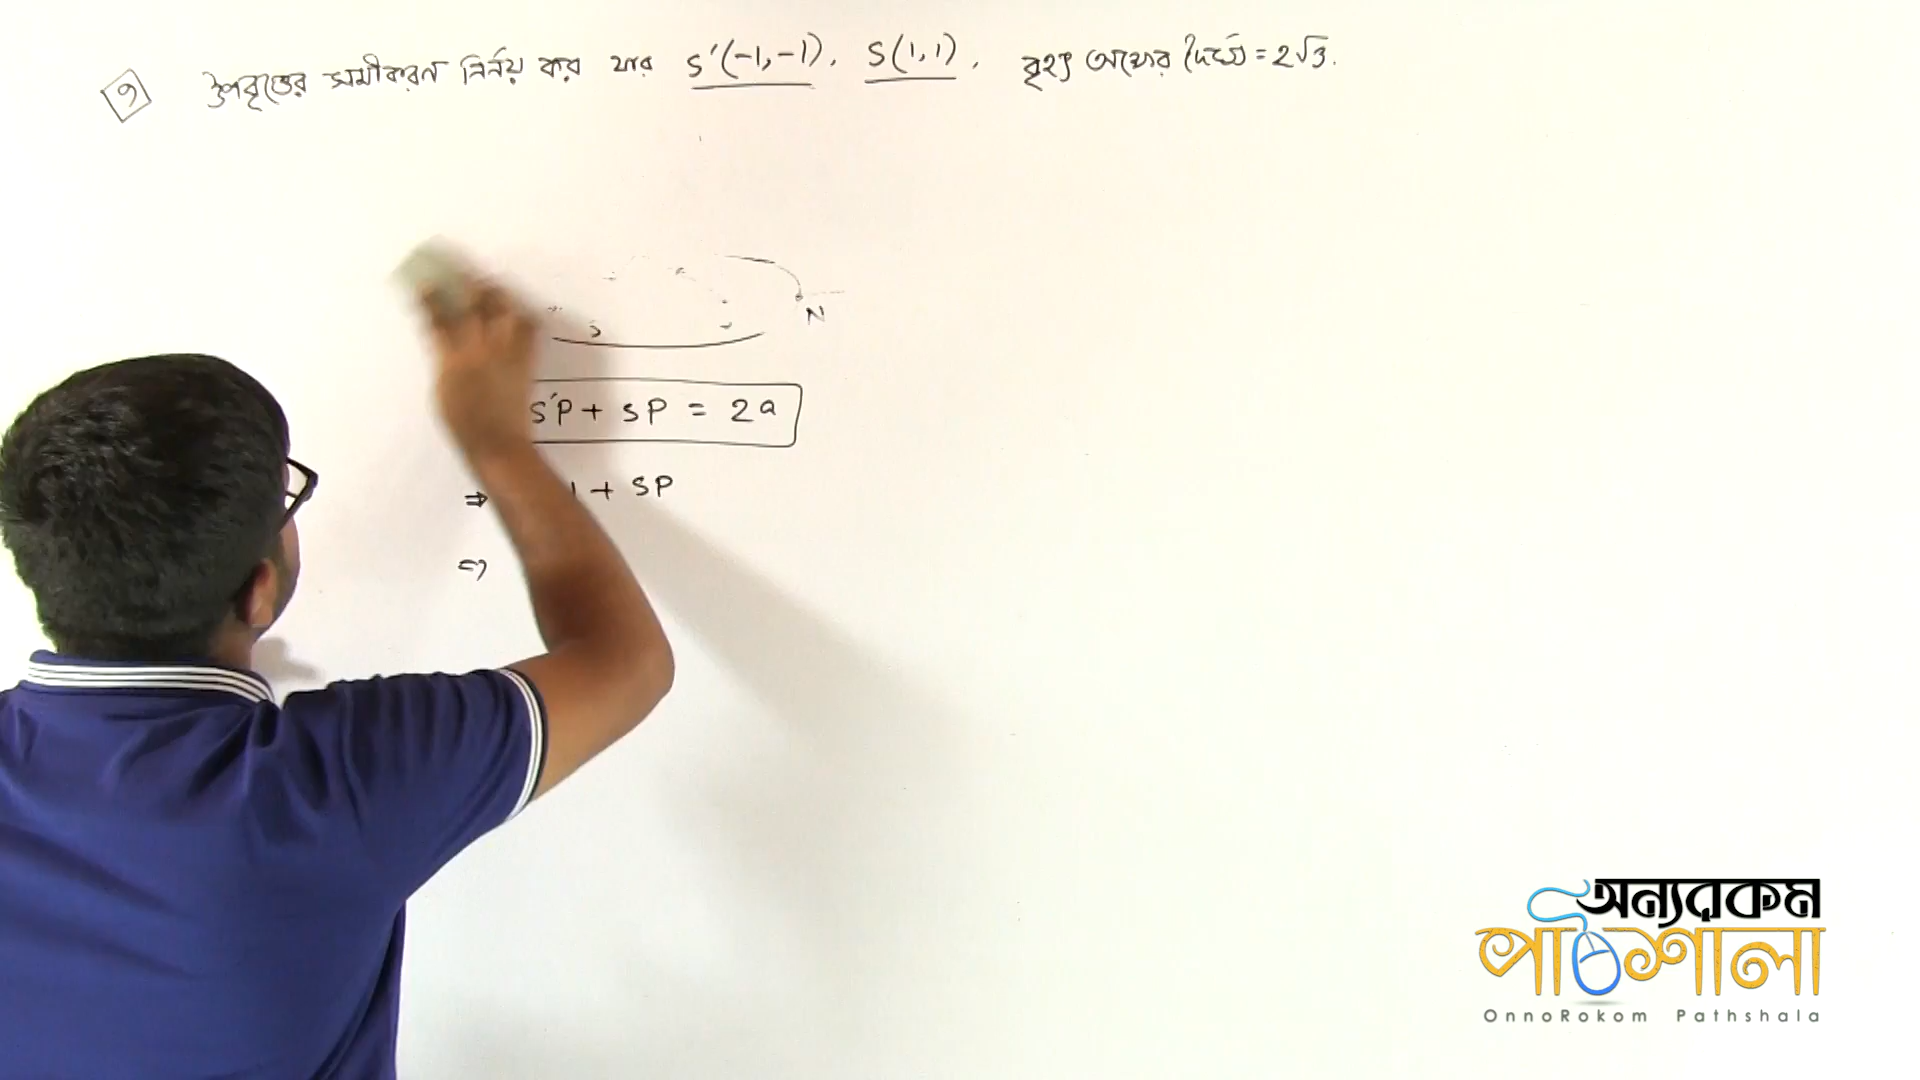 ৭ উপবৃত্তের সমীকরণ নির্ণয় কর যার S'(-1,-1), S(1,1), বৃহৎ অক্ষের দৈর্ঘ্য = 2√3.
S
N
S'P + SP = 2a
⇒ + SP
⇒
অন্যরকম
পাঠশালা
OnnoRokom Pathshala